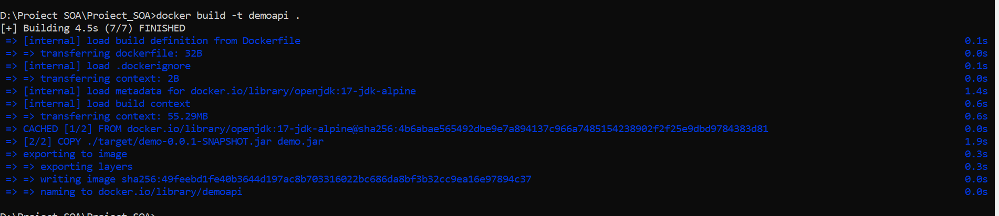 D:\Proiect SOA\Proiect_SOA>docker build -t demoapi .
[+] Building 4.5s (7/7) FINISHED
=> [internal] load build definition from Dockerfile 0.1s
=> => transferring dockerfile: 32B 0.0s
=> [internal] load .dockerignore 0.1s
=> => transferring context: 2B 0.0s
=> [internal] load metadata for docker.io/library/openjdk:17-jdk-alpine 1.4s
=> [internal] load build context 0.6s
=> => transferring context: 55.29MB 0.6s
=> CACHED [1/2] FROM docker.io/library/openjdk:17-jdk-alpine@sha256:4b6abae565492dbe9e7a894137c966a7485154238902f2f25e9dbd9784383d81 0.0s
=> [2/2] COPY ./target/demo-0.0.1-SNAPSHOT.jar demo.jar 1.9s
=> exporting to image 0.3s
=> => exporting layers 0.3s
=> => writing image sha256:49feebd1fe40b3644d197ac8b703316022bc686da8bf3b32cc9ea16e97894c37 0.0s
=> => naming to docker.io/library/demoapi 0.0s
D:\Proiect SOA\Proiect_SOA>